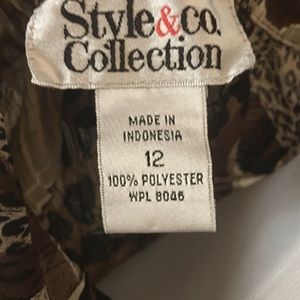 Style&co.
Collection
MADE IN
INDONESIA
12
100% POLYESTER
WPL 8046